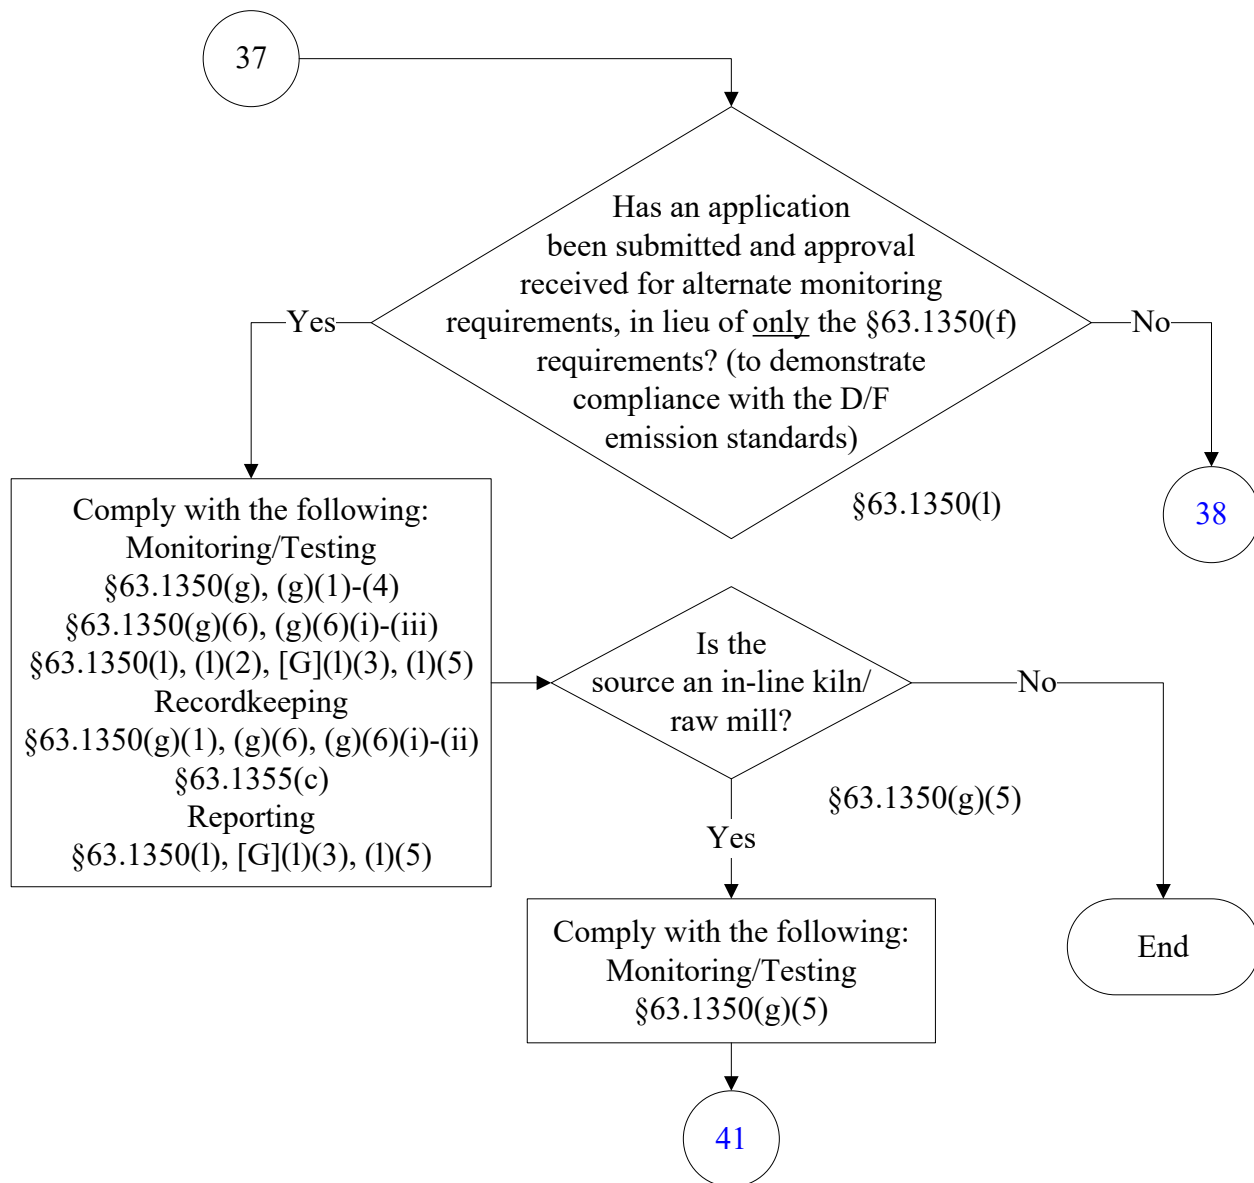 37
Has an application
been submitted and approval
received for alternate monitoring
requirements, in lieu of only the §63.1350(f)
requirements? (to demonstrate
compliance with the D/F
emission standards)
Yes
No
§63.1350(l)
38
Comply with the following:
Monitoring/Testing
§63.1350(g), (g)(1)-(4)
§63.1350(g)(6), (g)(6)(i)-(iii)
§63.1350(l), (l)(2), [G](l)(3), (l)(5)
Recordkeeping
§63.1350(g)(1), (g)(6), (g)(6)(i)-(ii)
§63.1355(c)
Reporting
§63.1350(l), [G](l)(3), (l)(5)
Is the
source an in-line kiln/
raw mill?
No
§63.1350(g)(5)
Yes
Comply with the following:
Monitoring/Testing
§63.1350(g)(5)
End
41